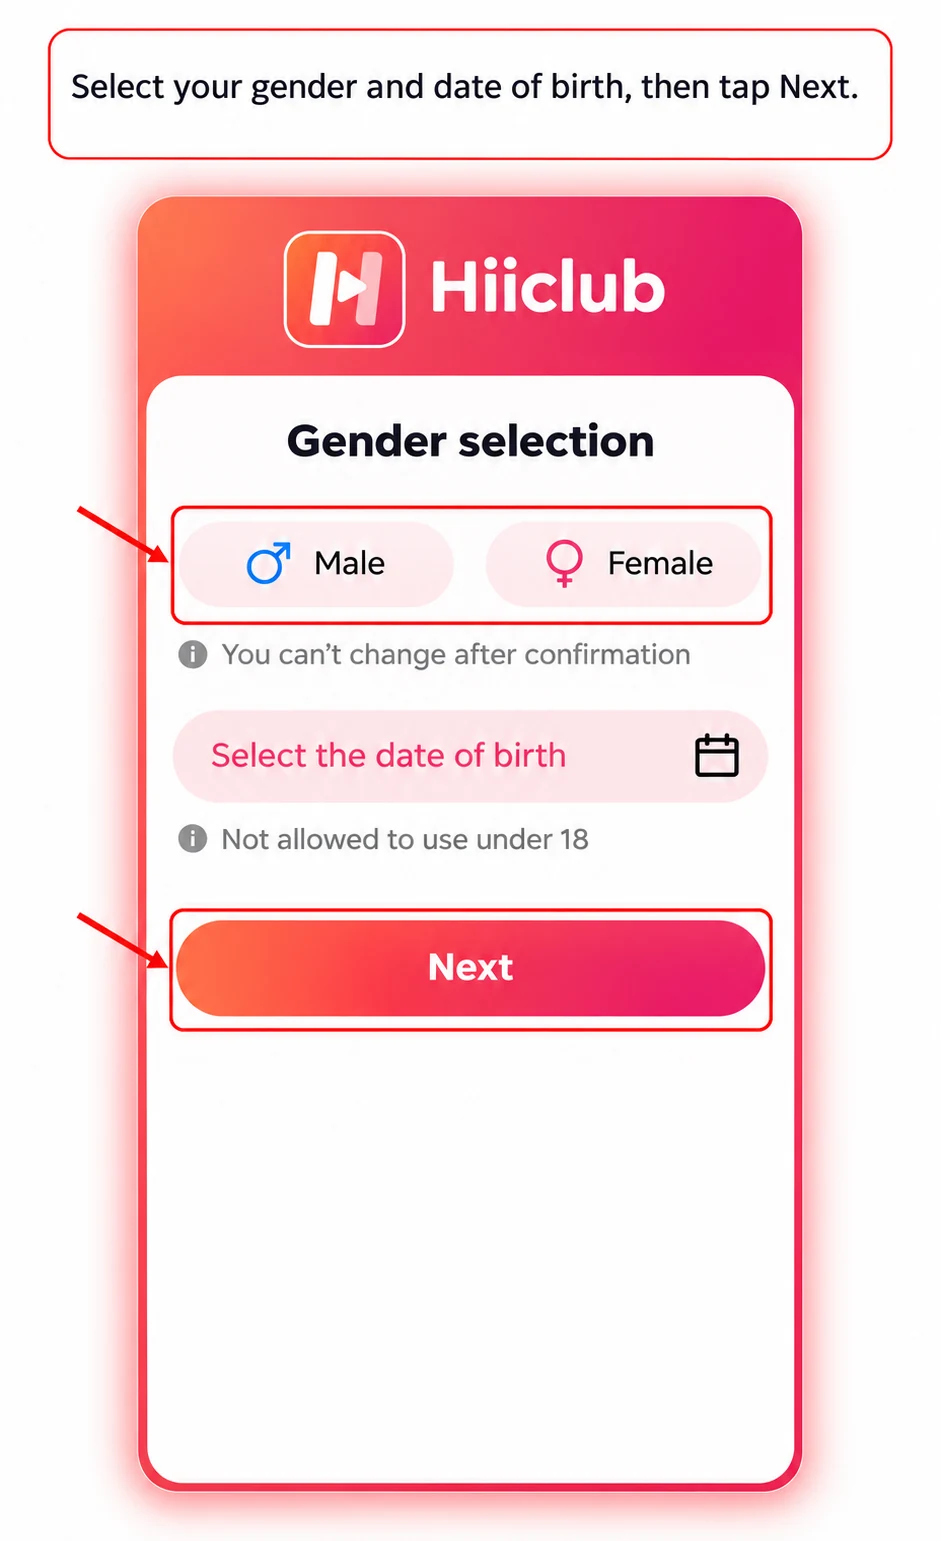 Select your gender and date of birth, then tap Next.
Hiiclub
Gender selection
Male
Female
You can’t change after confirmation
Select the date of birth
Not allowed to use under 18
Next